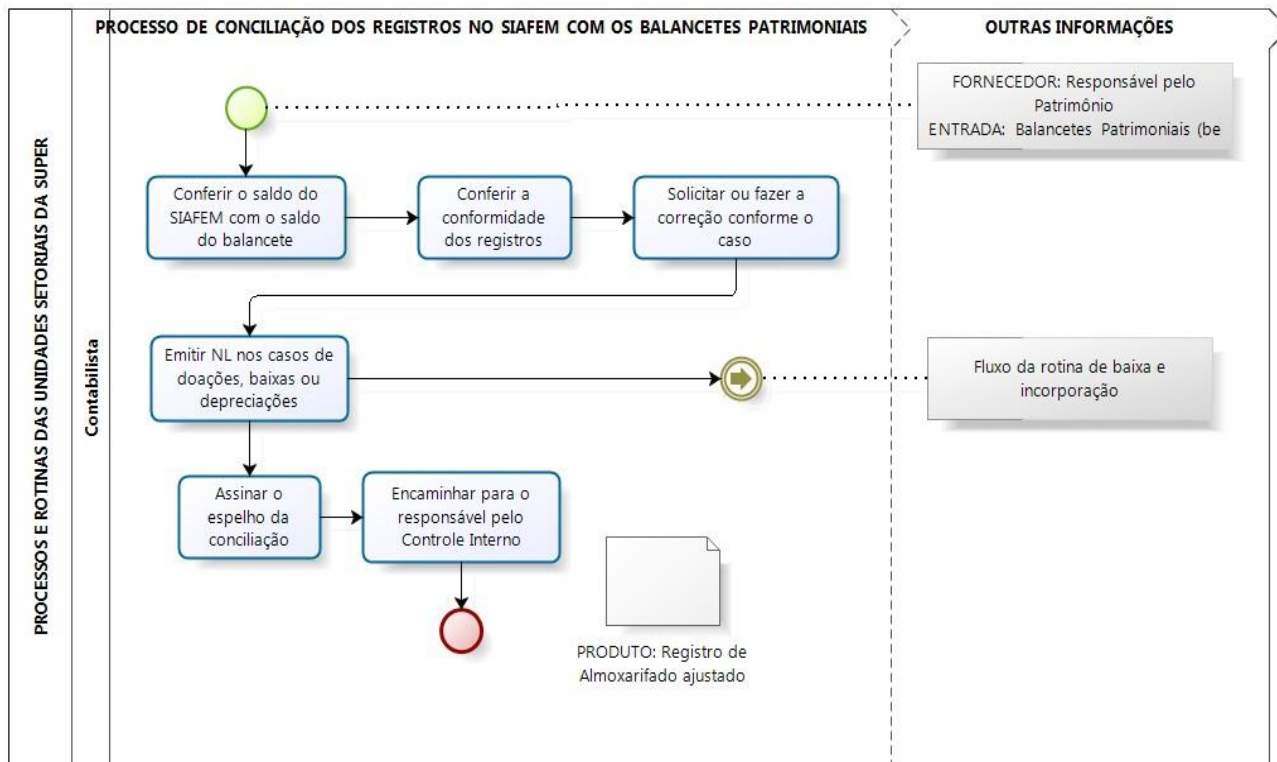 PROCESSO DE CONCILIAÇÃO DOS REGISTROS NO SIAFEM COM OS BALANCETES PATRIMONIAIS
OUTRAS INFORMAÇÕES
PROCESSOS E ROTINAS DAS UNIDADES SETORIAIS DA SUPER
Contabilista
FORNECEDOR: Responsável pelo
Patrimônio
ENTRADA: Balancetes Patrimoniais (be
Conferir o saldo do
SIAFEM com o saldo
do balancete
Conferir a
conformidade
dos registros
Solicitar ou fazer a
correção conforme o
caso
Emitir NL nos casos de
doações, baixas ou
depreciações
Fluxo da rotina de baixa e
incorporação
Assinar o
espelho da
conciliação
Encaminhar para o
responsável pelo
Controle Interno
PRODUTO: Registro de
Almoxarifado ajustado